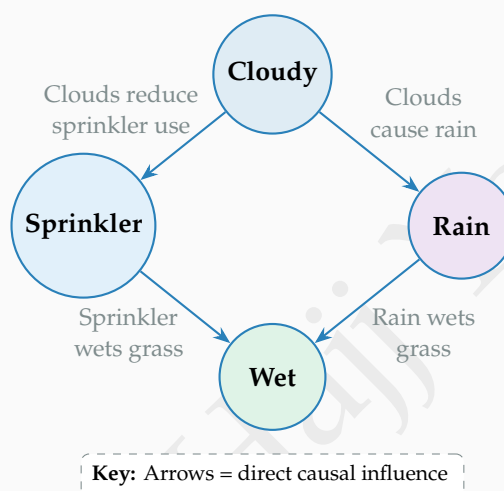 Cloudy
Clouds reduce
sprinkler use
Clouds
cause rain
Sprinkler
Rain
Sprinkler
wets grass
Rain wets
grass
Wet
Key: Arrows = direct causal influence